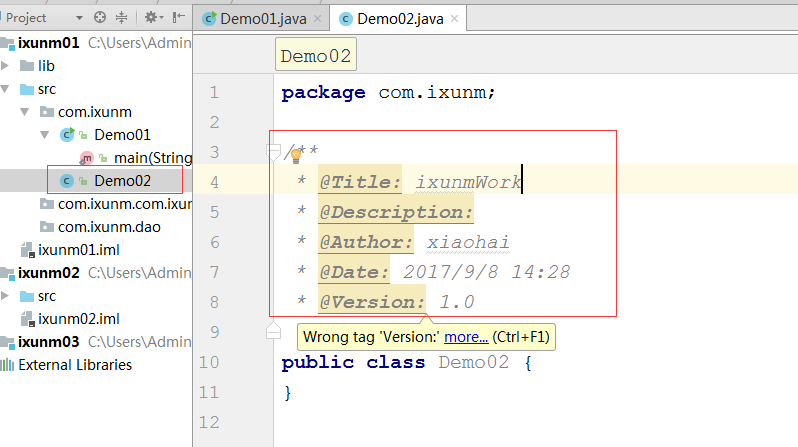 Project
Demo01.java
Demo02.java
ixunm01 C:\Users\Admin
lib
src
com.ixunm
Demo01
main(String
Demo02
com.ixunm.com.ixun
com.ixunm.dao
ixunm01.iml
ixunm02 C:\Users\Admin
src
ixunm02.iml
ixunm03 C:\Users\Admin
External Libraries
Demo02
1 package com.ixunm;
2
3 /**
4 * @Title: ixunmWork
5 * @Description:
6 * @Author: xiaohai
7 * @Date: 2017/9/8 14:28
8 * @Version: 1.0
9
Wrong tag 'Version:' more... (Ctrl+F1)
10 public class Demo02 {
11 }
12